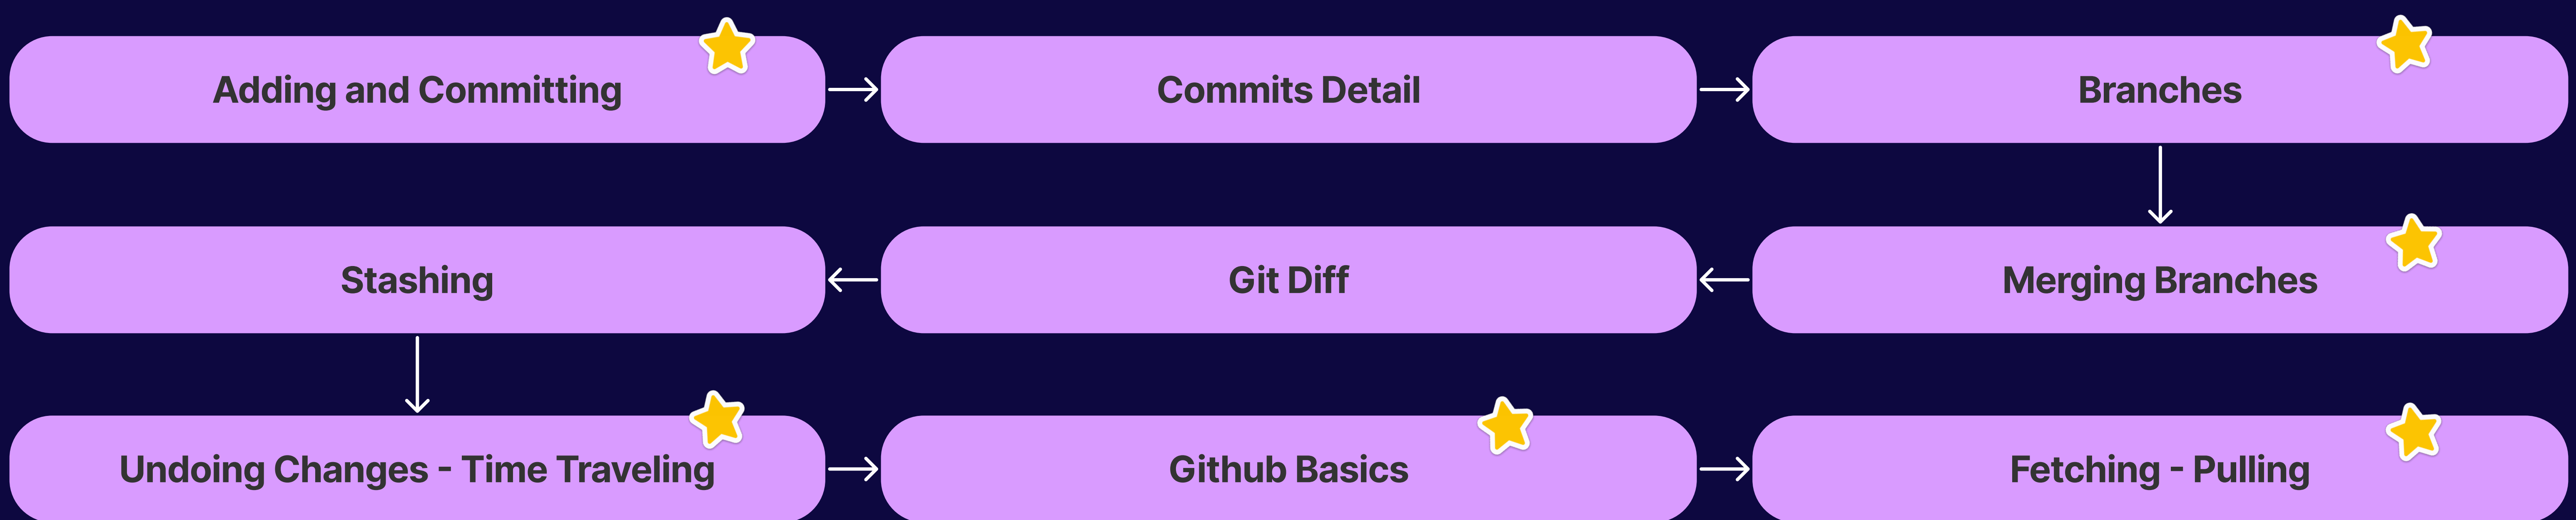 Adding and Committing
Commits Detail
Branches
Stashing
Git Diff
Merging Branches
Undoing Changes - Time Traveling
Github Basics
Fetching - Pulling